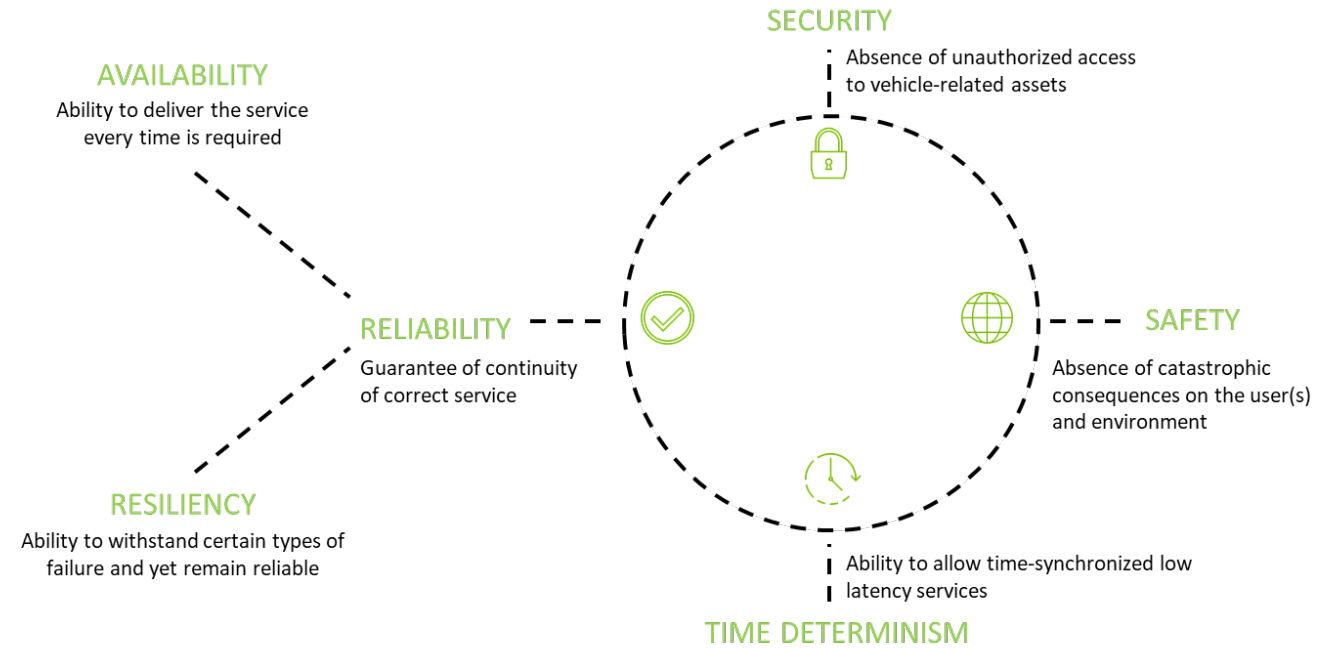 SECURITY
Absence of unauthorized access
to vehicle-related assets
AVAILABILITY
Ability to deliver the service
every time is required
RELIABILITY
Guarantee of continuity
of correct service
SAFETY
Absence of catastrophic
consequences on the user(s)
and environment
RESILIENCY
Ability to withstand certain types of
failure and yet remain reliable
Ability to allow time-synchronized low
latency services
TIME DETERMINISM